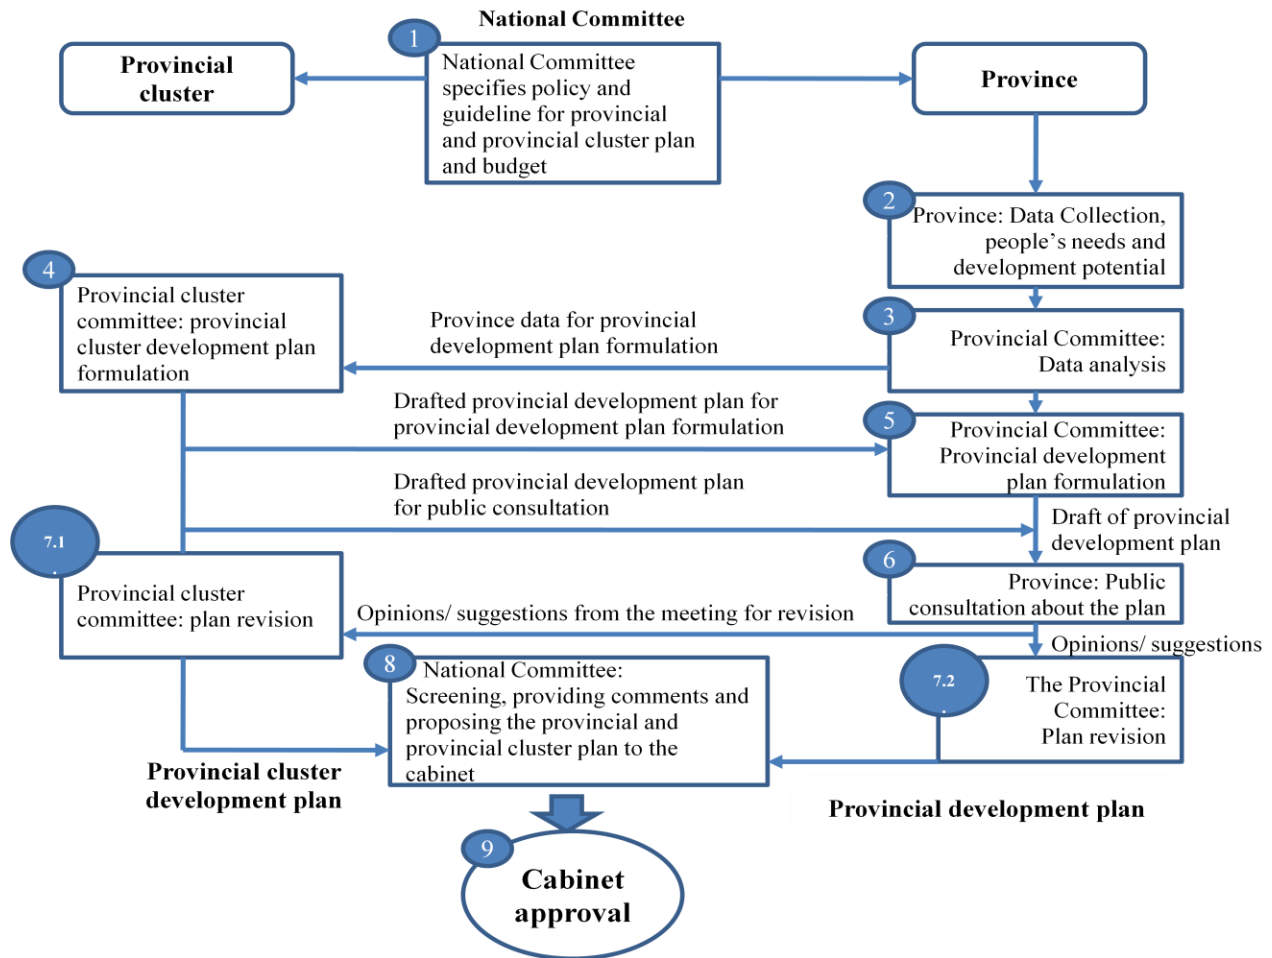 National Committee
1
Provincial
cluster
National Committee
specifies policy and
guideline for provincial
and provincial cluster plan
and budget
Province
2
Province: Data Collection,
people's needs and
development potential
4
Provincial cluster
committee: provincial
cluster development plan
formulation
Province data for provincial
development plan formulation
3
Provincial Committee:
Data analysis
Drafted provincial development plan for
provincial development plan formulation
5
Provincial Committee:
Provincial development
plan formulation
Drafted provincial development plan
for public consultation
Draft of provincial
development plan
7.1
.
Provincial cluster
committee: plan revision
6
Province: Public
consultation about the plan
Opinions/ suggestions from the meeting for revision
Opinions/ suggestions
8
National Committee:
Screening, providing comments and
proposing the provincial and
provincial cluster plan to the
cabinet
7.2
.
The Provincial
Committee:
Plan revision
Provincial cluster
development plan
Provincial development plan
9
Cabinet
approval